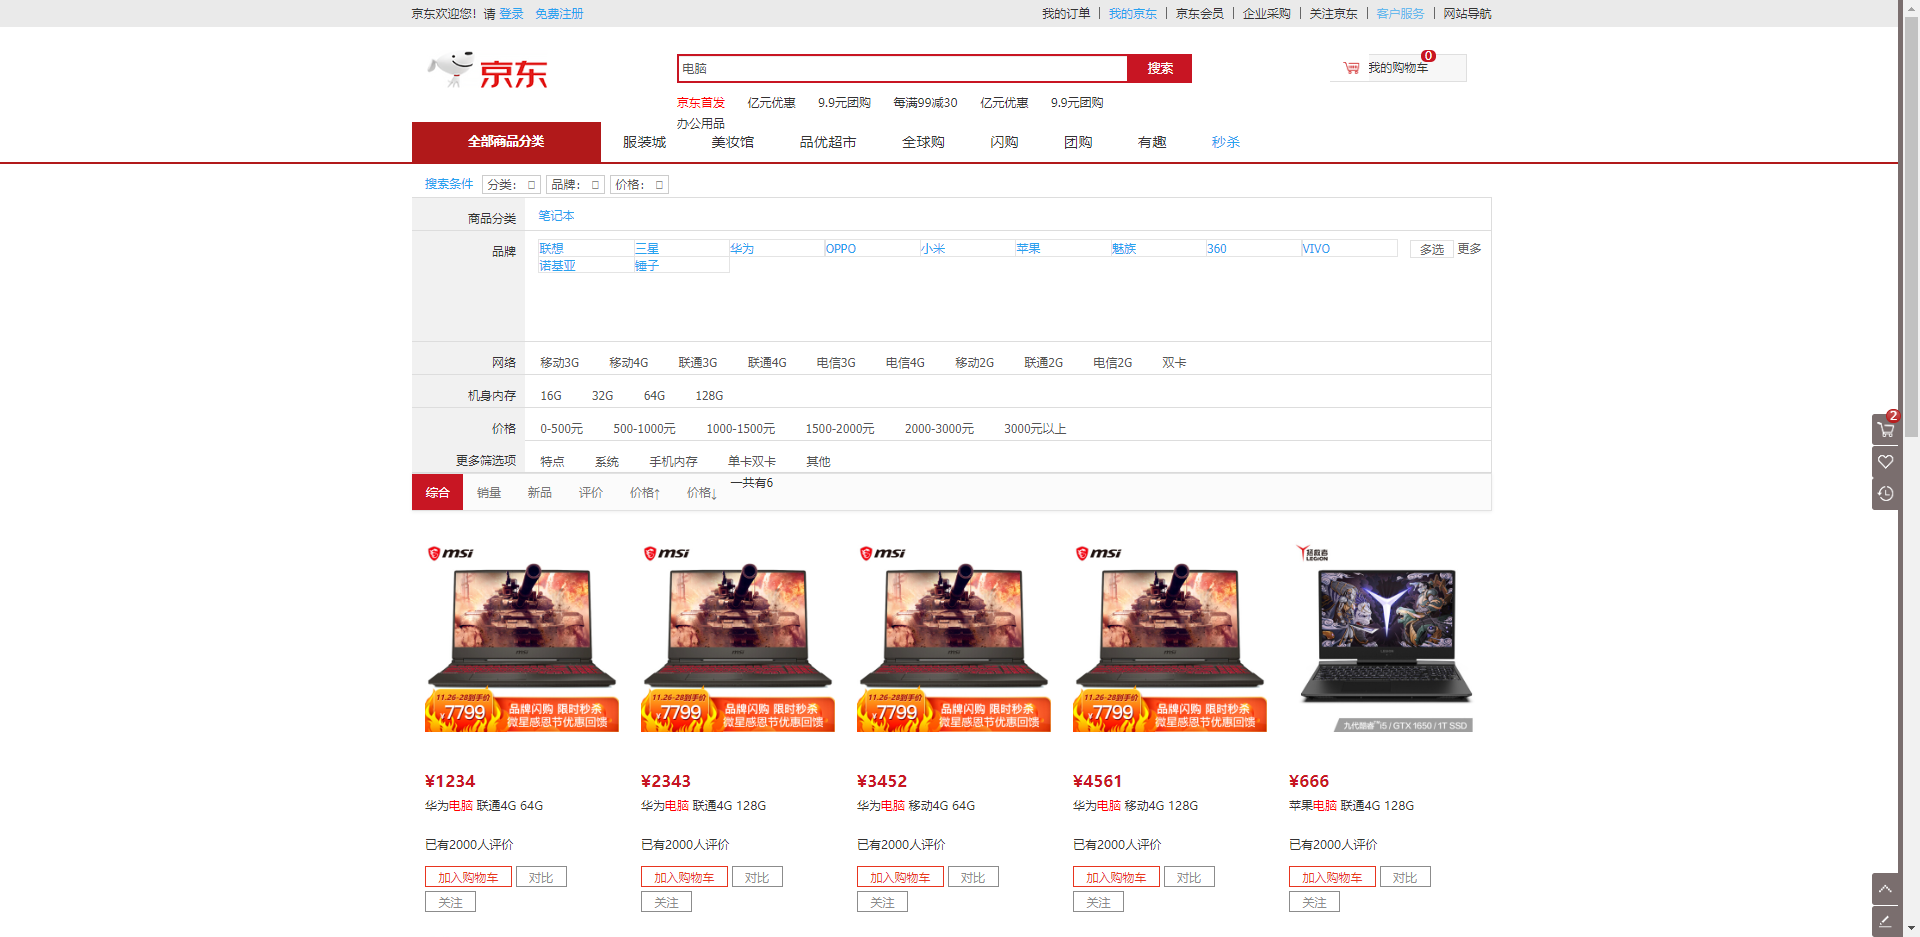 京东欢迎您！请 登录 免费注册
我的订单 | 我的京东 | 京东会员 | 企业采购 | 关注京东 | 客户服务 | 网站导航
京东
电脑
搜索
0
我的购物车
京东首发 亿元优惠 9.9元团购 每满99减30 亿元优惠 9.9元团购
办公用品
全部商品分类 服装城 美妆馆 品优超市 全球购 闪购 团购 有趣 秒杀
搜索条件 分类： 品牌： 价格：
商品分类 笔记本
品牌 联想 三星 华为 OPPO 小米 苹果 魅族 360 VIVO 多选 更多
诺基亚 锤子
网络 移动3G 移动4G 联通3G 联通4G 电信3G 电信4G 移动2G 联通2G 电信2G 双卡
机身内存 16G 32G 64G 128G
价格 0-500元 500-1000元 1000-1500元 1500-2000元 2000-3000元 3000元以上
2
更多筛选项 特点 系统 手机内存 单卡双卡 其他
综合 销量 新品 评价 价格↑ 价格↓ 一共有6
msi msi msi msi 拯救者
LEGION
11.26-28到手价 11.26-28到手价 11.26-28到手价 11.26-28到手价
¥7799 品牌闪购 限时秒杀 ¥7799 品牌闪购 限时秒杀 ¥7799 品牌闪购 限时秒杀 ¥7799 品牌闪购 限时秒杀
微星感恩节优惠回馈 微星感恩节优惠回馈 微星感恩节优惠回馈 微星感恩节优惠回馈 九代酷睿™i5 / GTX 1650 / 1T SSD
¥1234 ¥2343 ¥3452 ¥4561 ¥666
华为电脑 联通4G 64G 华为电脑 联通4G 128G 华为电脑 移动4G 64G 华为电脑 移动4G 128G 苹果电脑 联通4G 128G
已有2000人评价 已有2000人评价 已有2000人评价 已有2000人评价 已有2000人评价
加入购物车 对比 加入购物车 对比 加入购物车 对比 加入购物车 对比 加入购物车 对比
关注 关注 关注 关注 关注